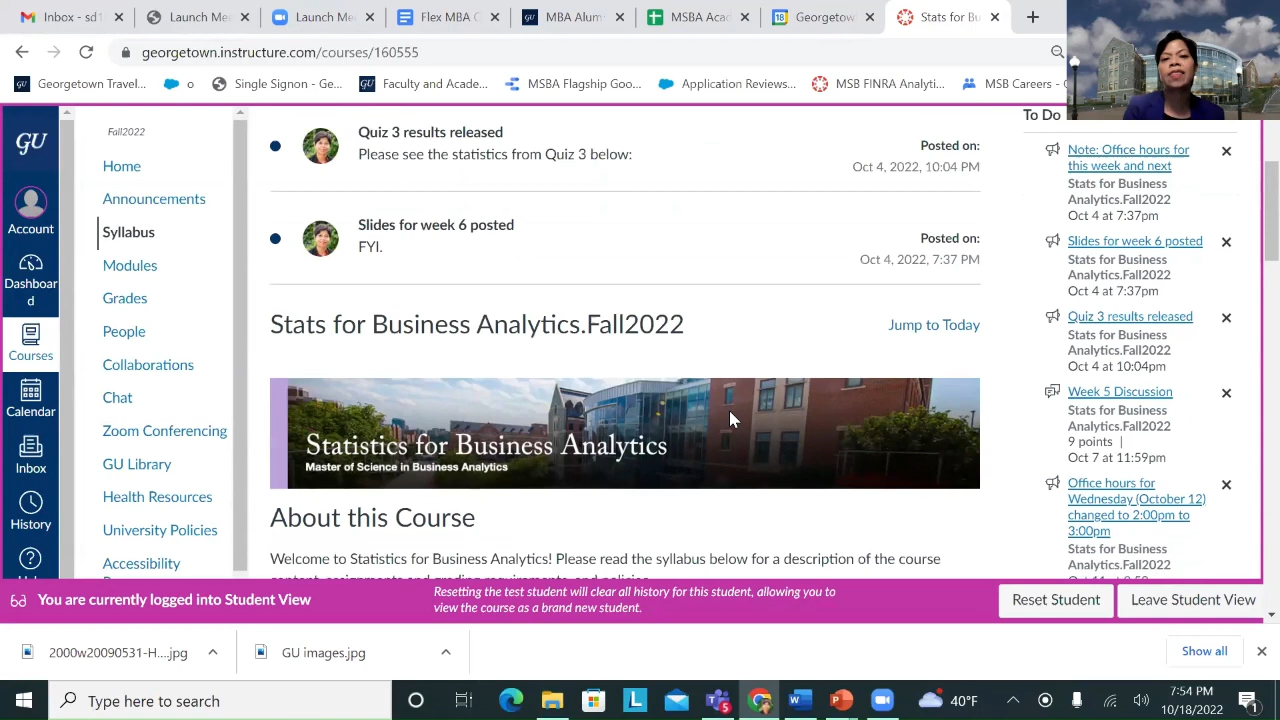 Inbox - sd1
Launch Me
Flex MBA C
MBA Alum
MSBA Aca
18
Georgetow
Stats for Bu
georgetown.instructure.com/courses/160555
GU
Georgetown Travel...
o
Single Signon - Ge...
GU
Faculty and Acade...
MSBA Flagship Goo...
Application Reviews...
MSB FINRA Analyti...
MSB Careers - G
GU
Account
Dashboar
d
Courses
Calendar
Inbox
History
Fall2022
Home
Announcements
Syllabus
Modules
Grades
People
Collaborations
Chat
Zoom Conferencing
GU Library
Health Resources
University Policies
Accessibility
Quiz 3 results released
Please see the statistics from Quiz 3 below:
Posted on:
Oct 4, 2022, 10:04 PM
Slides for week 6 posted
FYI.
Posted on:
Oct 4, 2022, 7:37 PM
Stats for Business Analytics.Fall2022
Jump to Today
Statistics for Business Analytics
Master of Science in Business Analytics
About this Course
Welcome to Statistics for Business Analytics! Please read the syllabus below for a description of the course
content, assignments and grading requirements, and policies.
To Do
Note: Office hours for
this week and next
Stats for Business
Analytics.Fall2022
Oct 4 at 7:37pm
Slides for week 6 posted
Stats for Business
Analytics.Fall2022
Oct 4 at 7:37pm
Quiz 3 results released
Stats for Business
Analytics.Fall2022
Oct 4 at 10:04pm
Week 5 Discussion
Stats for Business
Analytics.Fall2022
9 points |
Oct 7 at 11:59pm
Office hours for
Wednesday (October 12)
changed to 2:00pm to
3:00pm
Stats for Business
Analytics.Fall2022
You are currently logged into Student View
Resetting the test student will clear all history for this student, allowing you to
view the course as a brand new student.
Reset Student
Leave Student View
2000w20090531-H....jpg
GU images.jpg
Show all
Type here to search
L
5
W
P
40°F
7:54 PM
10/18/2022
1